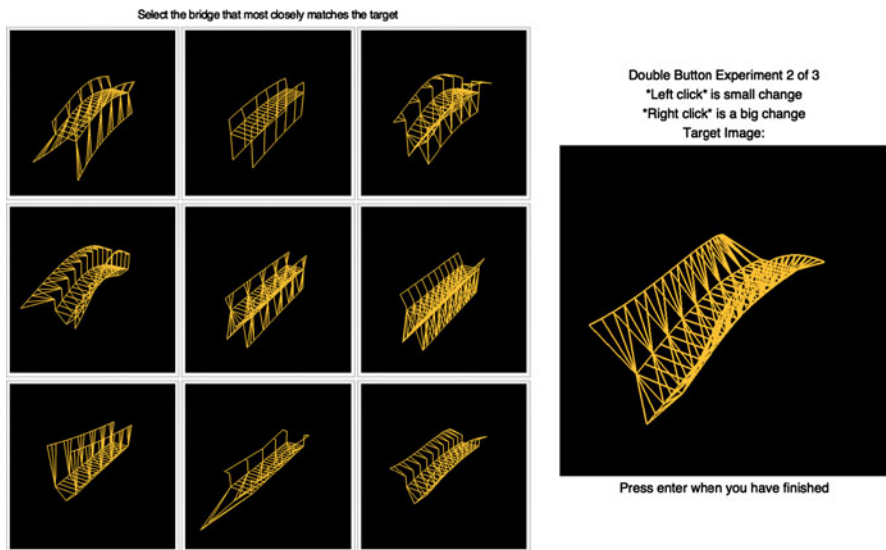 Select the bridge that most closely matches the target
Double Button Experiment 2 of 3
*Left click* is small change
*Right click* is a big change
Target Image:
Press enter when you have finished